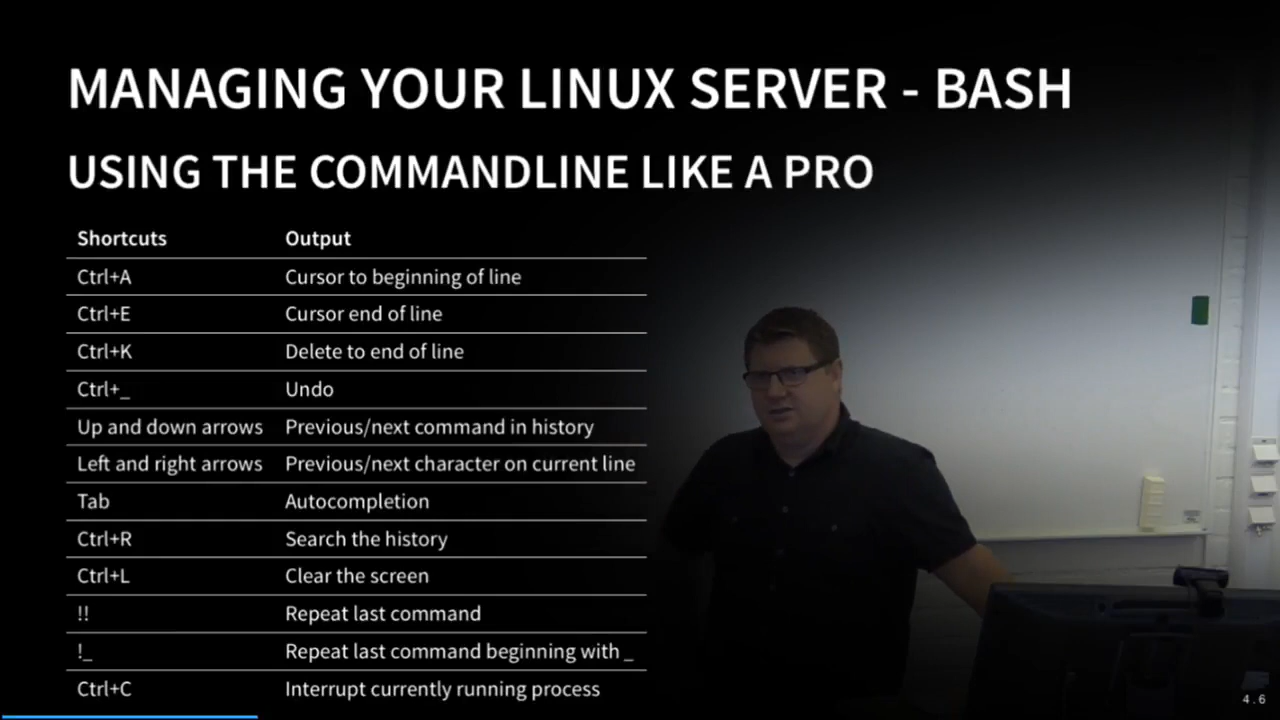 MANAGING YOUR LINUX SERVER - BASH
USING THE COMMANDLINE LIKE A PRO
Shortcuts Output
Ctrl+A Cursor to beginning of line
Ctrl+E Cursor end of line
Ctrl+K Delete to end of line
Ctrl+_ Undo
Up and down arrows Previous/next command in history
Left and right arrows Previous/next character on current line
Tab Autocompletion
Ctrl+R Search the history
Ctrl+L Clear the screen
!! Repeat last command
!_ Repeat last command beginning with _
Ctrl+C Interrupt currently running process
4.6